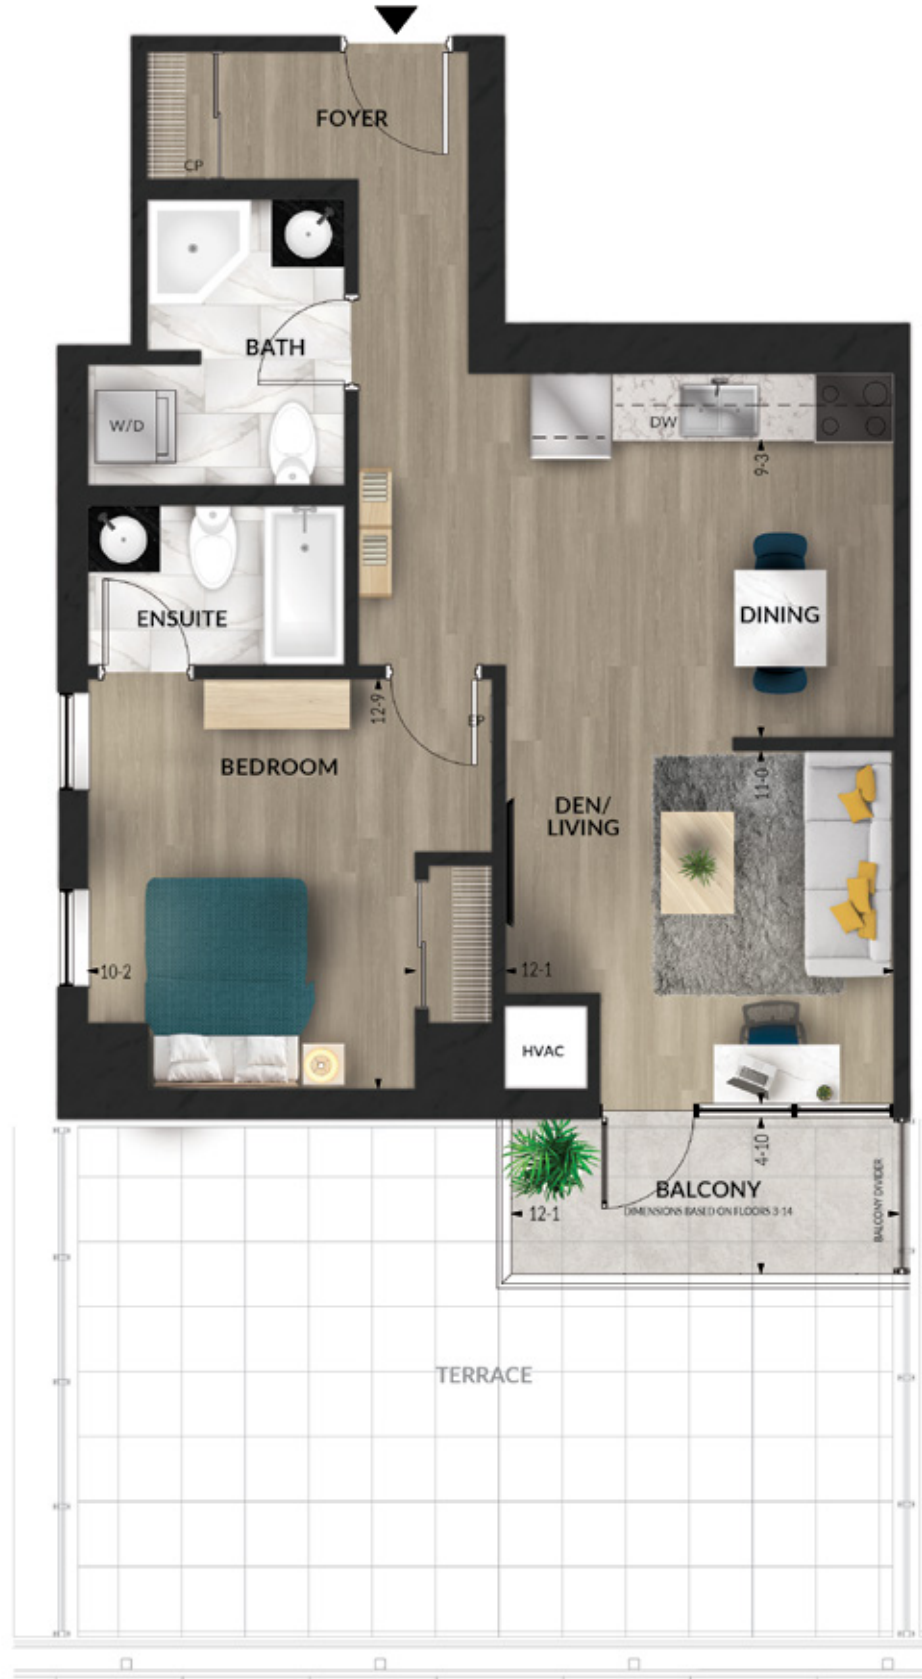 FOYER
CP
BATH
W/D
DW
9-3
ENSUITE
DINING
12-9
EP
BEDROOM
11-0
DEN/
LIVING
10-2
12-1
HVAC
4-10
BALCONY
DIMENSIONS BASED ON FLOORS 3-14
12-1
BALCONY DIVIDER
TERRACE